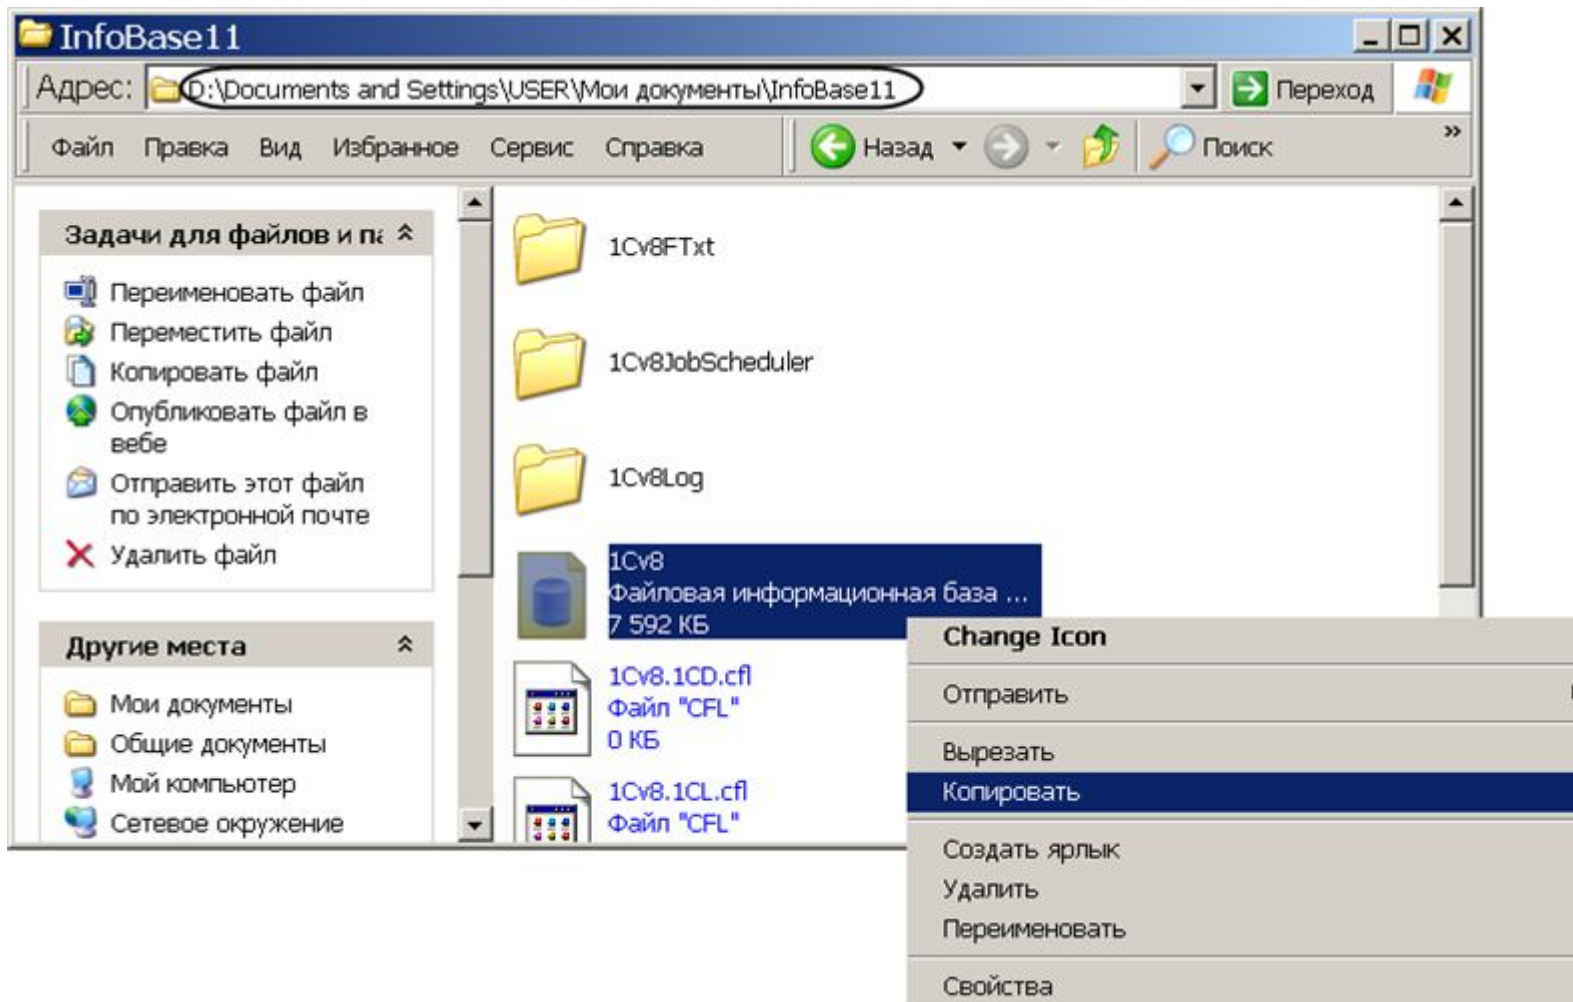 InfoBase11
Адрес: D:\Documents and Settings\USER\Мои документы\InfoBase11 Переход
Файл Правка Вид Избранное Сервис Справка Назад Поиск »
Задачи для файлов и па
Переименовать файл
Переместить файл
Копировать файл
Опубликовать файл в
вебе
Отправить этот файл
по электронной почте
Удалить файл
Другие места
Мои документы
Общие документы
Мой компьютер
Сетевое окружение
1Cv8FTxt
1Cv8JobScheduler
1Cv8Log
1Cv8
Файловая информационная база ...
7 592 КБ
1Cv8.1CD.cfl
Файл "CFL"
0 КБ
1Cv8.1CL.cfl
Файл "CFL"
Change Icon
Отправить
Вырезать
Копировать
Создать ярлык
Удалить
Переименовать
Свойства